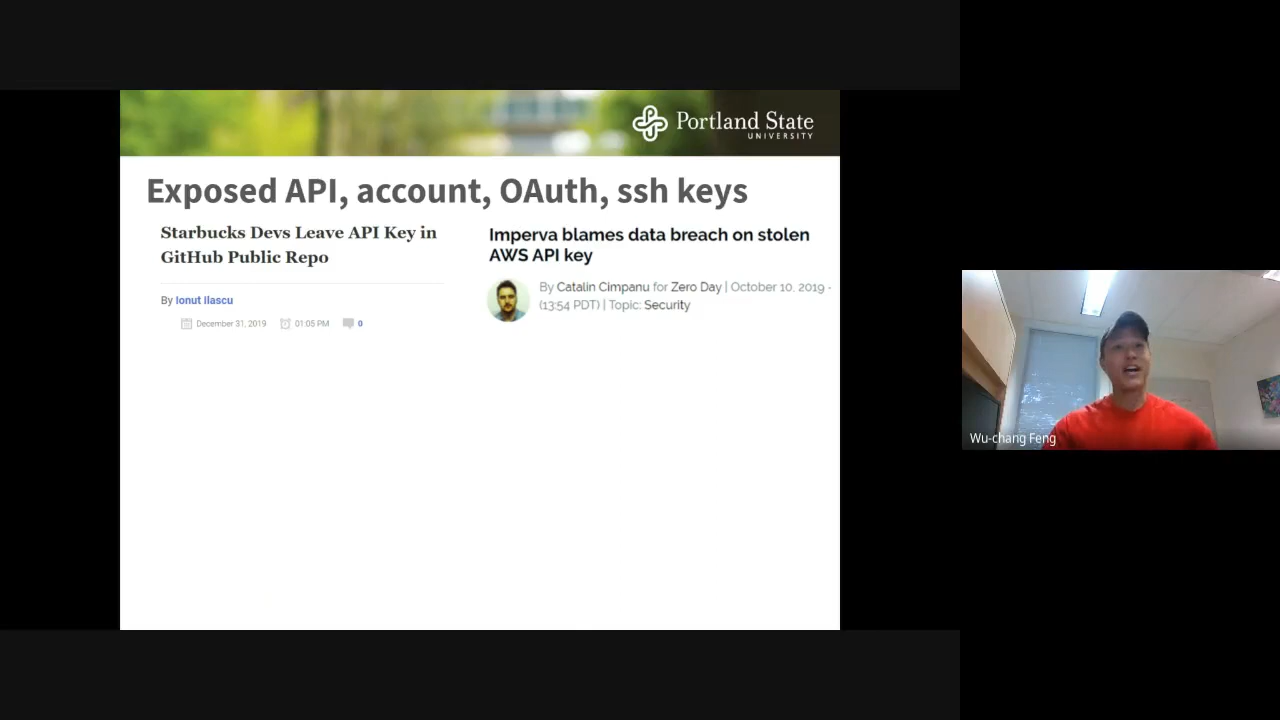 Portland State
UNIVERSITY
Exposed API, account, OAuth, ssh keys
Starbucks Devs Leave API Key in
GitHub Public Repo
By Ionut Ilascu
December 31, 2019 01:05 PM 0
Imperva blames data breach on stolen
AWS API key
By Catalin Cimpanu for Zero Day | October 10, 2019 -
(13:54 PDT) | Topic: Security
Wu-chang Feng